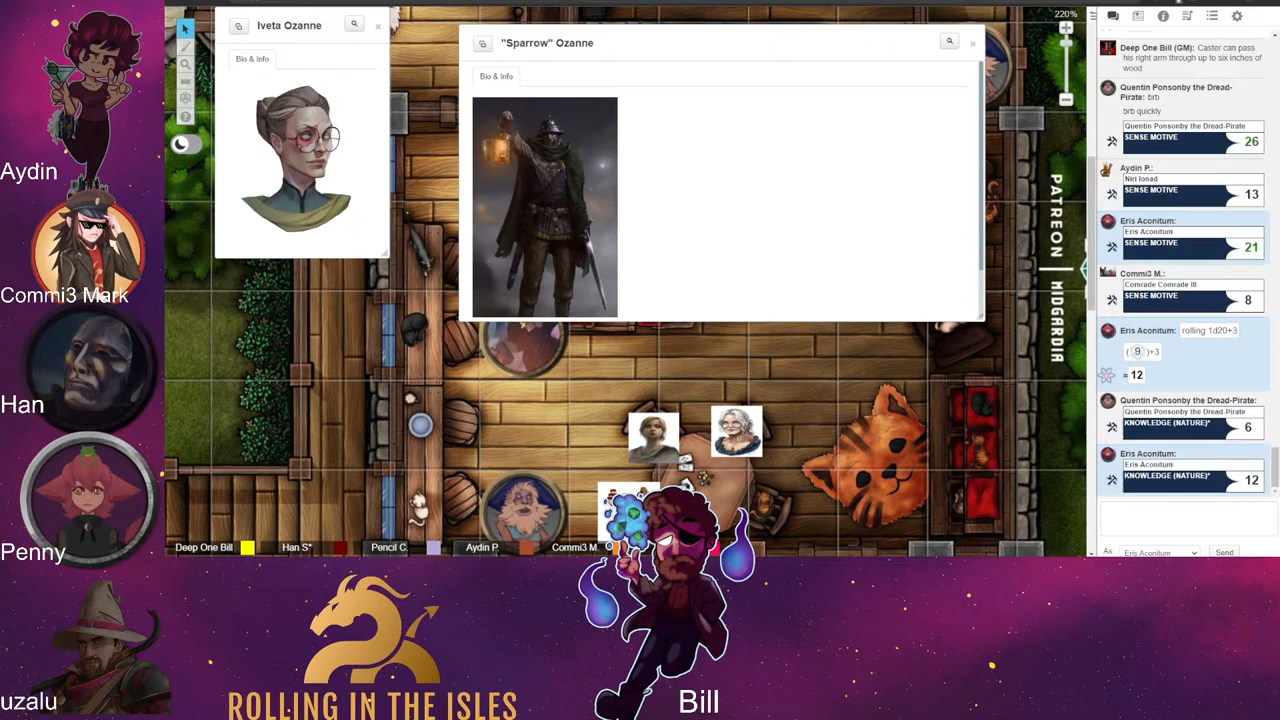 Aydin
Commi3 Mark
Han
Penny
uzalu
Iveta Ozanne
Bio & Info
"Sparrow" Ozanne
Bio & Info
220%
PATREON
MIDGARDIA
Deep One Bill (GM): Caster can pass
his right arm through up to six inches of
wood
Quentin Ponsonby the Dread-
Pirate: brb
brb quickly
Quentin Ponsonby the Dread-Pirate
SENSE MOTIVE 26
Aydin P.:
Niri Ionad
SENSE MOTIVE 13
Eris Aconitum:
Eris Aconitum
SENSE MOTIVE 21
Commi3 M.:
Comrade Comrade III
SENSE MOTIVE 8
Eris Aconitum: rolling 1d20+3
(9)+3
= 12
Quentin Ponsonby the Dread-Pirate:
Quentin Ponsonby the Dread-Pirate
KNOWLEDGE (NATURE)* 6
Eris Aconitum:
Eris Aconitum
KNOWLEDGE (NATURE)* 12
As: Eris Aconitum Send
Deep One Bill Han S* Pencil C. Aydin P. Commi3 M.
ROLLING IN THE ISLES
Bill